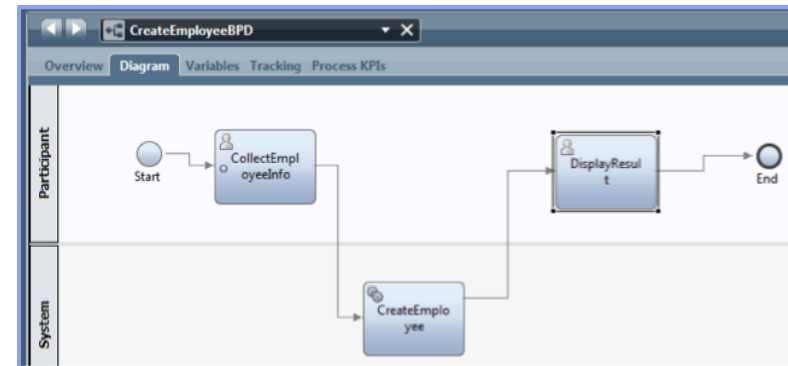 CreateEmployeeBPD
Overview Diagram Variables Tracking Process KPIs
Participant
Start
CollectEmpl
oyeeInfo
DisplayResul
t
End
System
CreateEmplo
yee